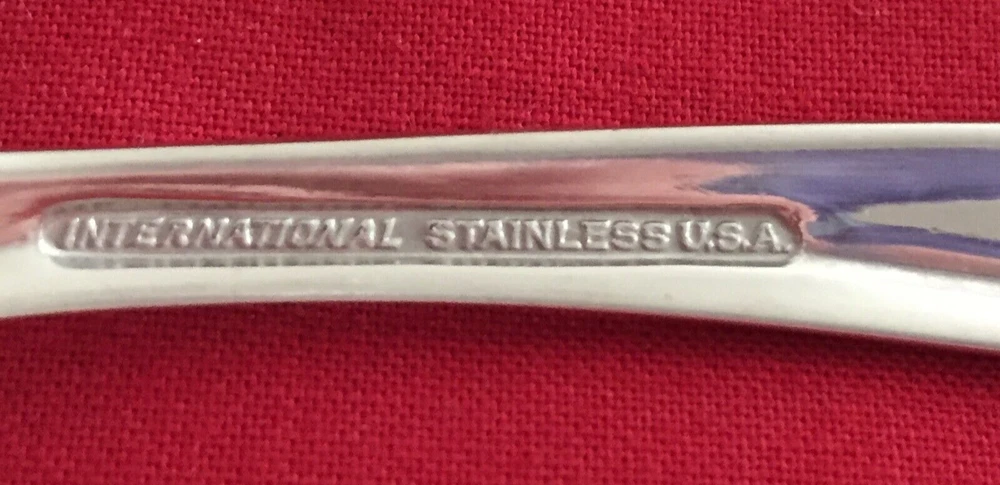 INTERNATIONAL STAINLESS U.S.A.